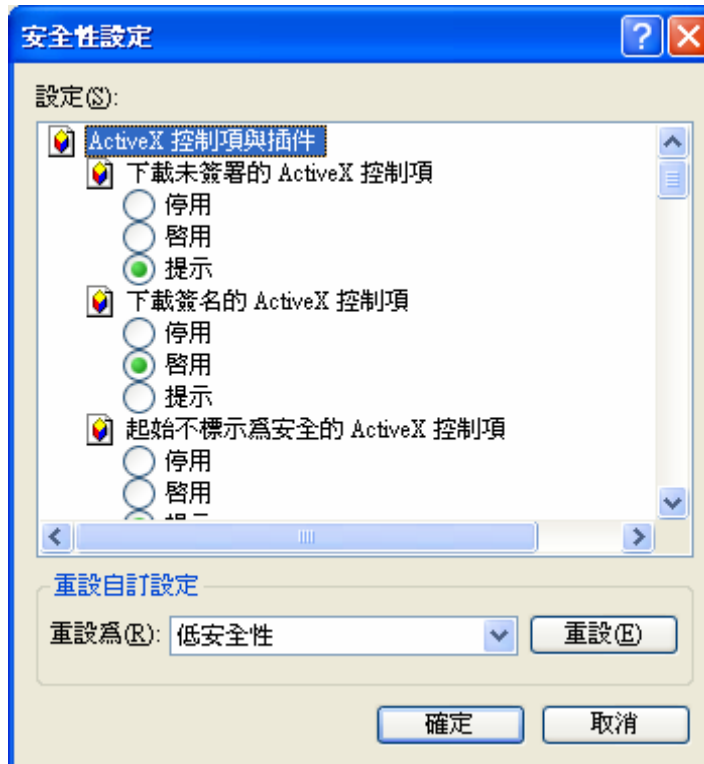 安全性設定
設定(S):
ActiveX 控制項與插件
下載未簽署的 ActiveX 控制項
停用
啓用
提示
下載簽名的 ActiveX 控制項
停用
啓用
提示
起始不標示爲安全的 ActiveX 控制項
停用
啓用
重設自訂設定
重設爲(R): 低安全性 重設(E)
確定 取消